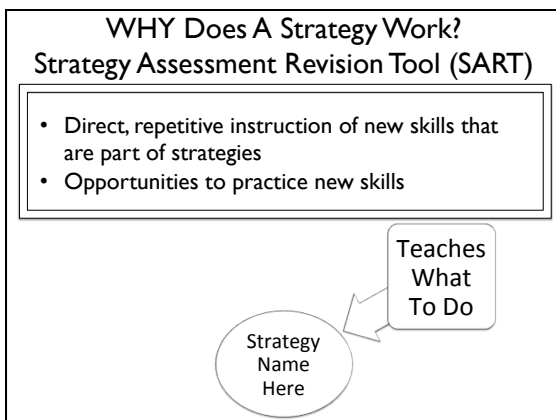 WHY Does A Strategy Work?
Strategy Assessment Revision Tool (SART)
• Direct, repetitive instruction of new skills that
are part of strategies
• Opportunities to practice new skills
Teaches
What
To Do
Strategy
Name
Here